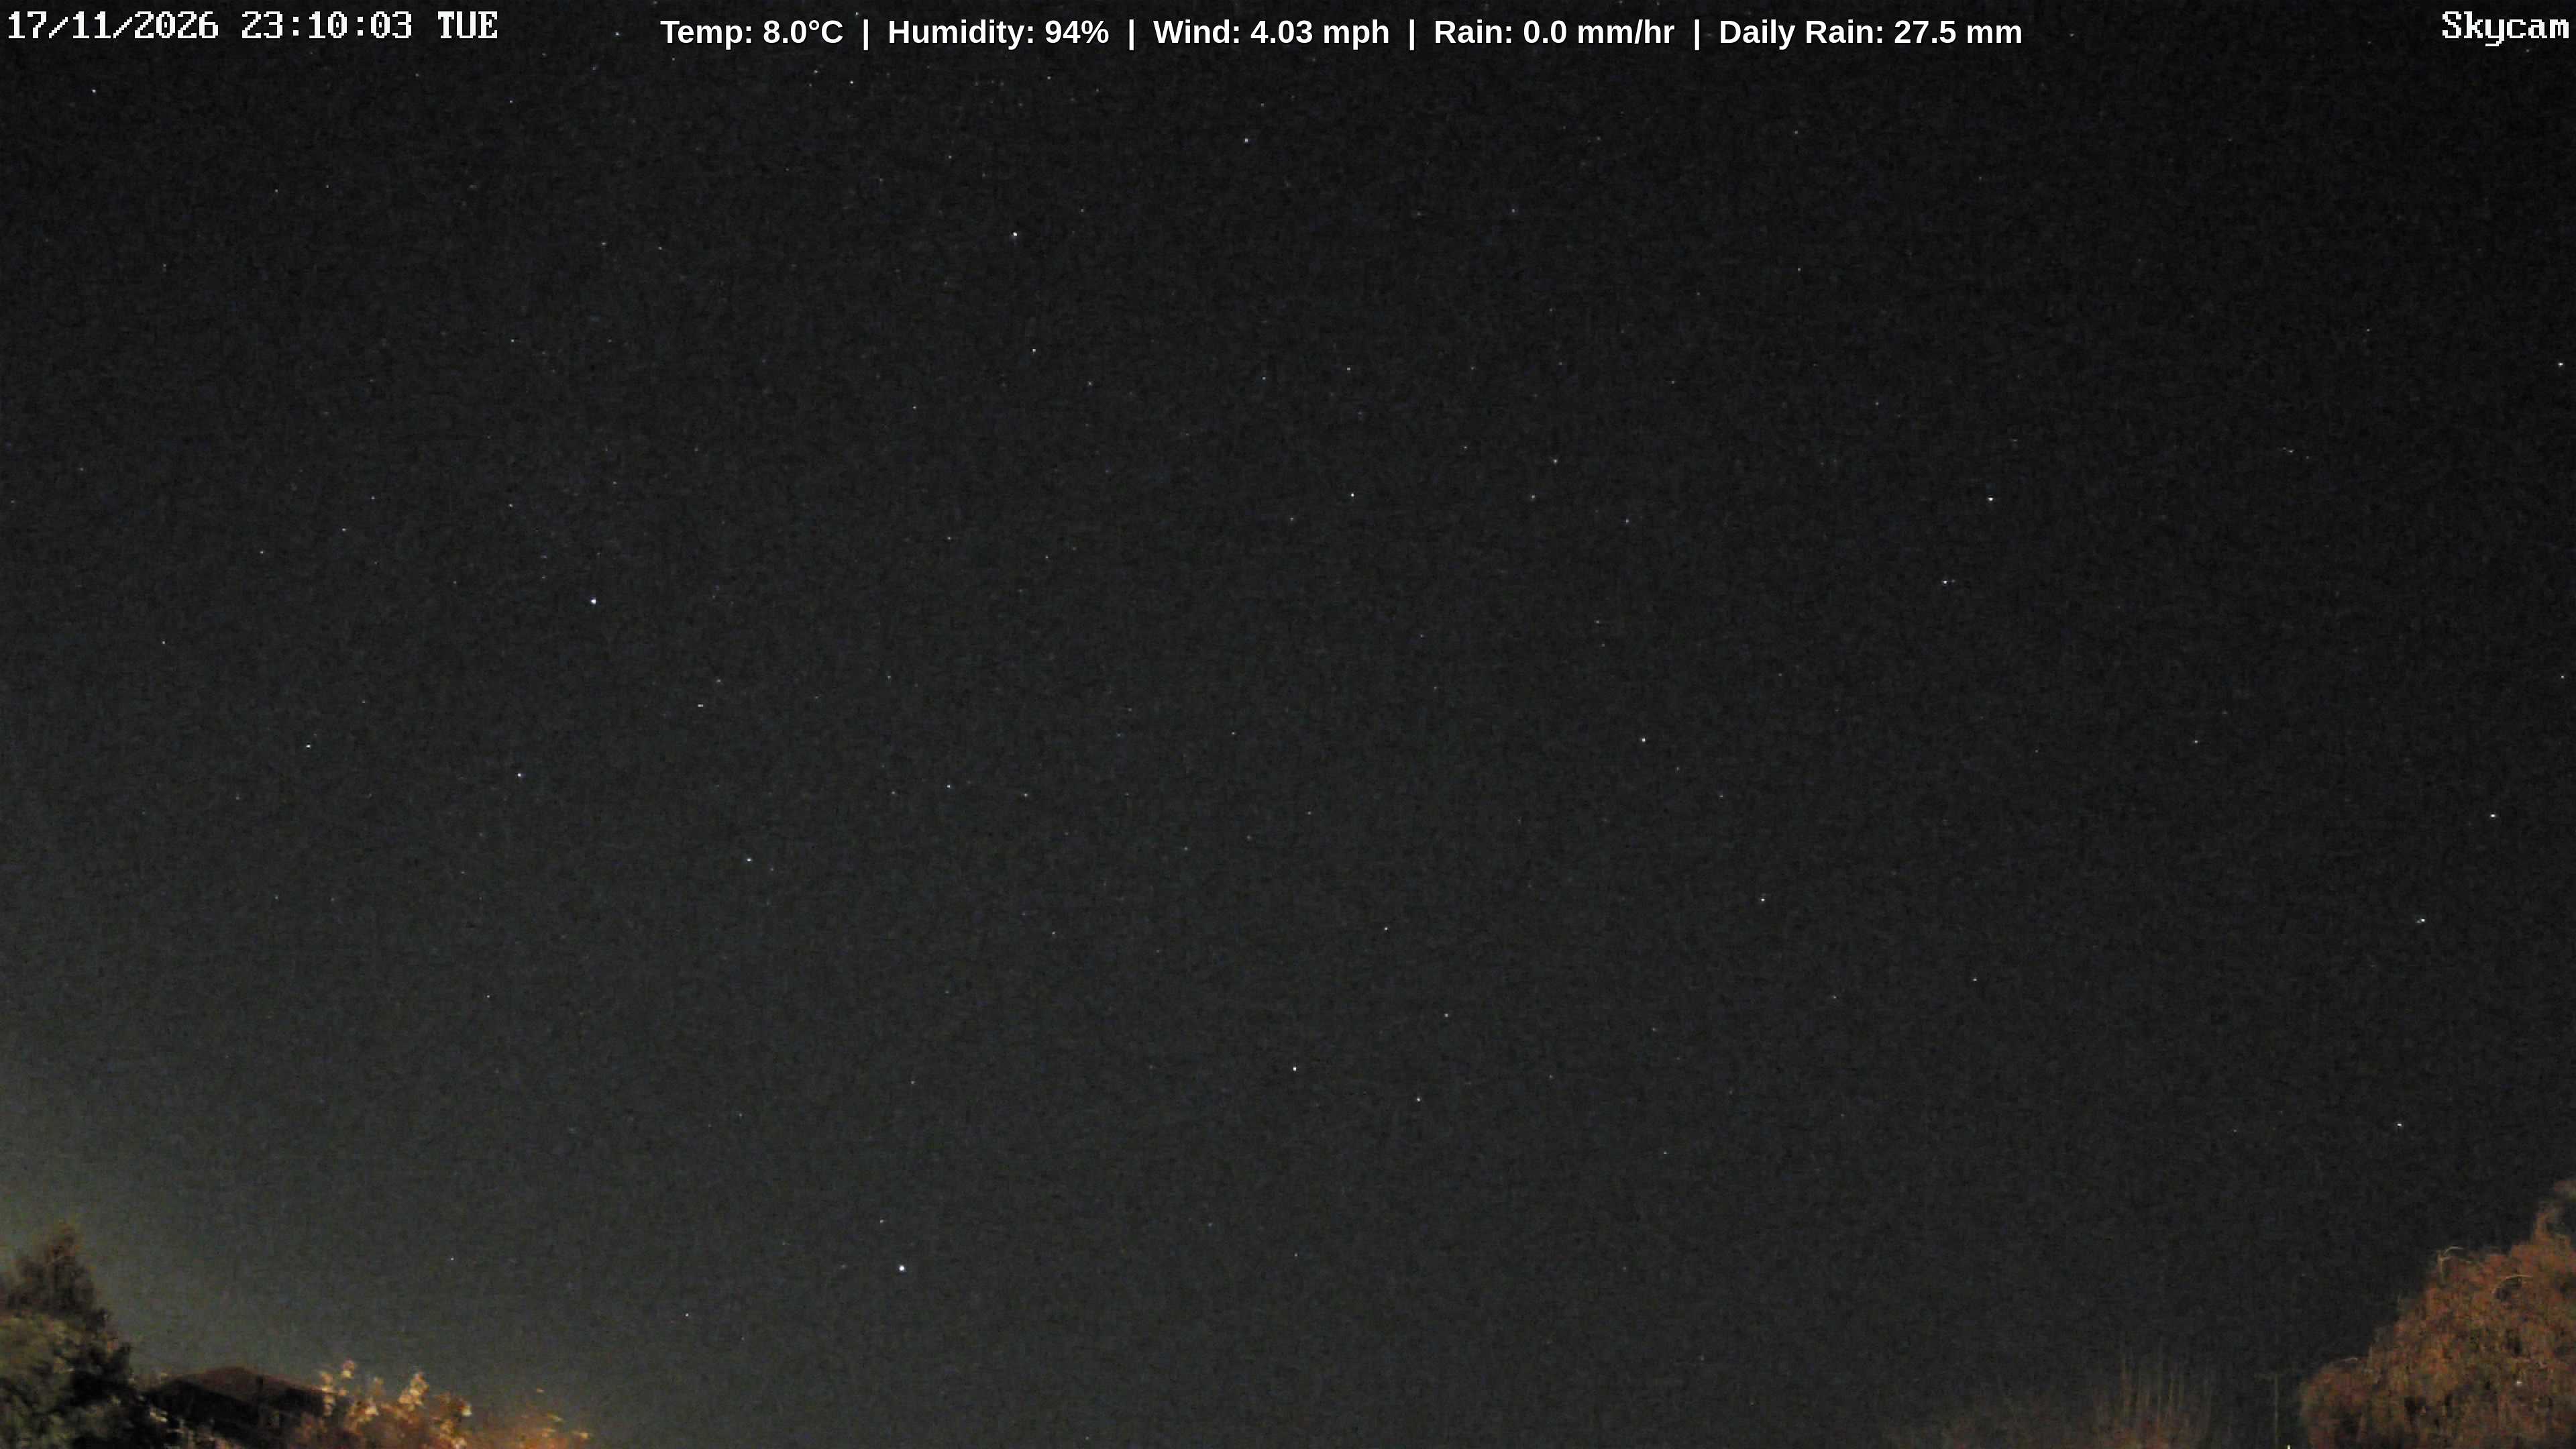 17/11/2026 23:10:03 TUE
Temp: 8.0°C | Humidity: 94% | Wind: 4.03 mph | Rain: 0.0 mm/hr | Daily Rain: 27.5 mm
Skycam